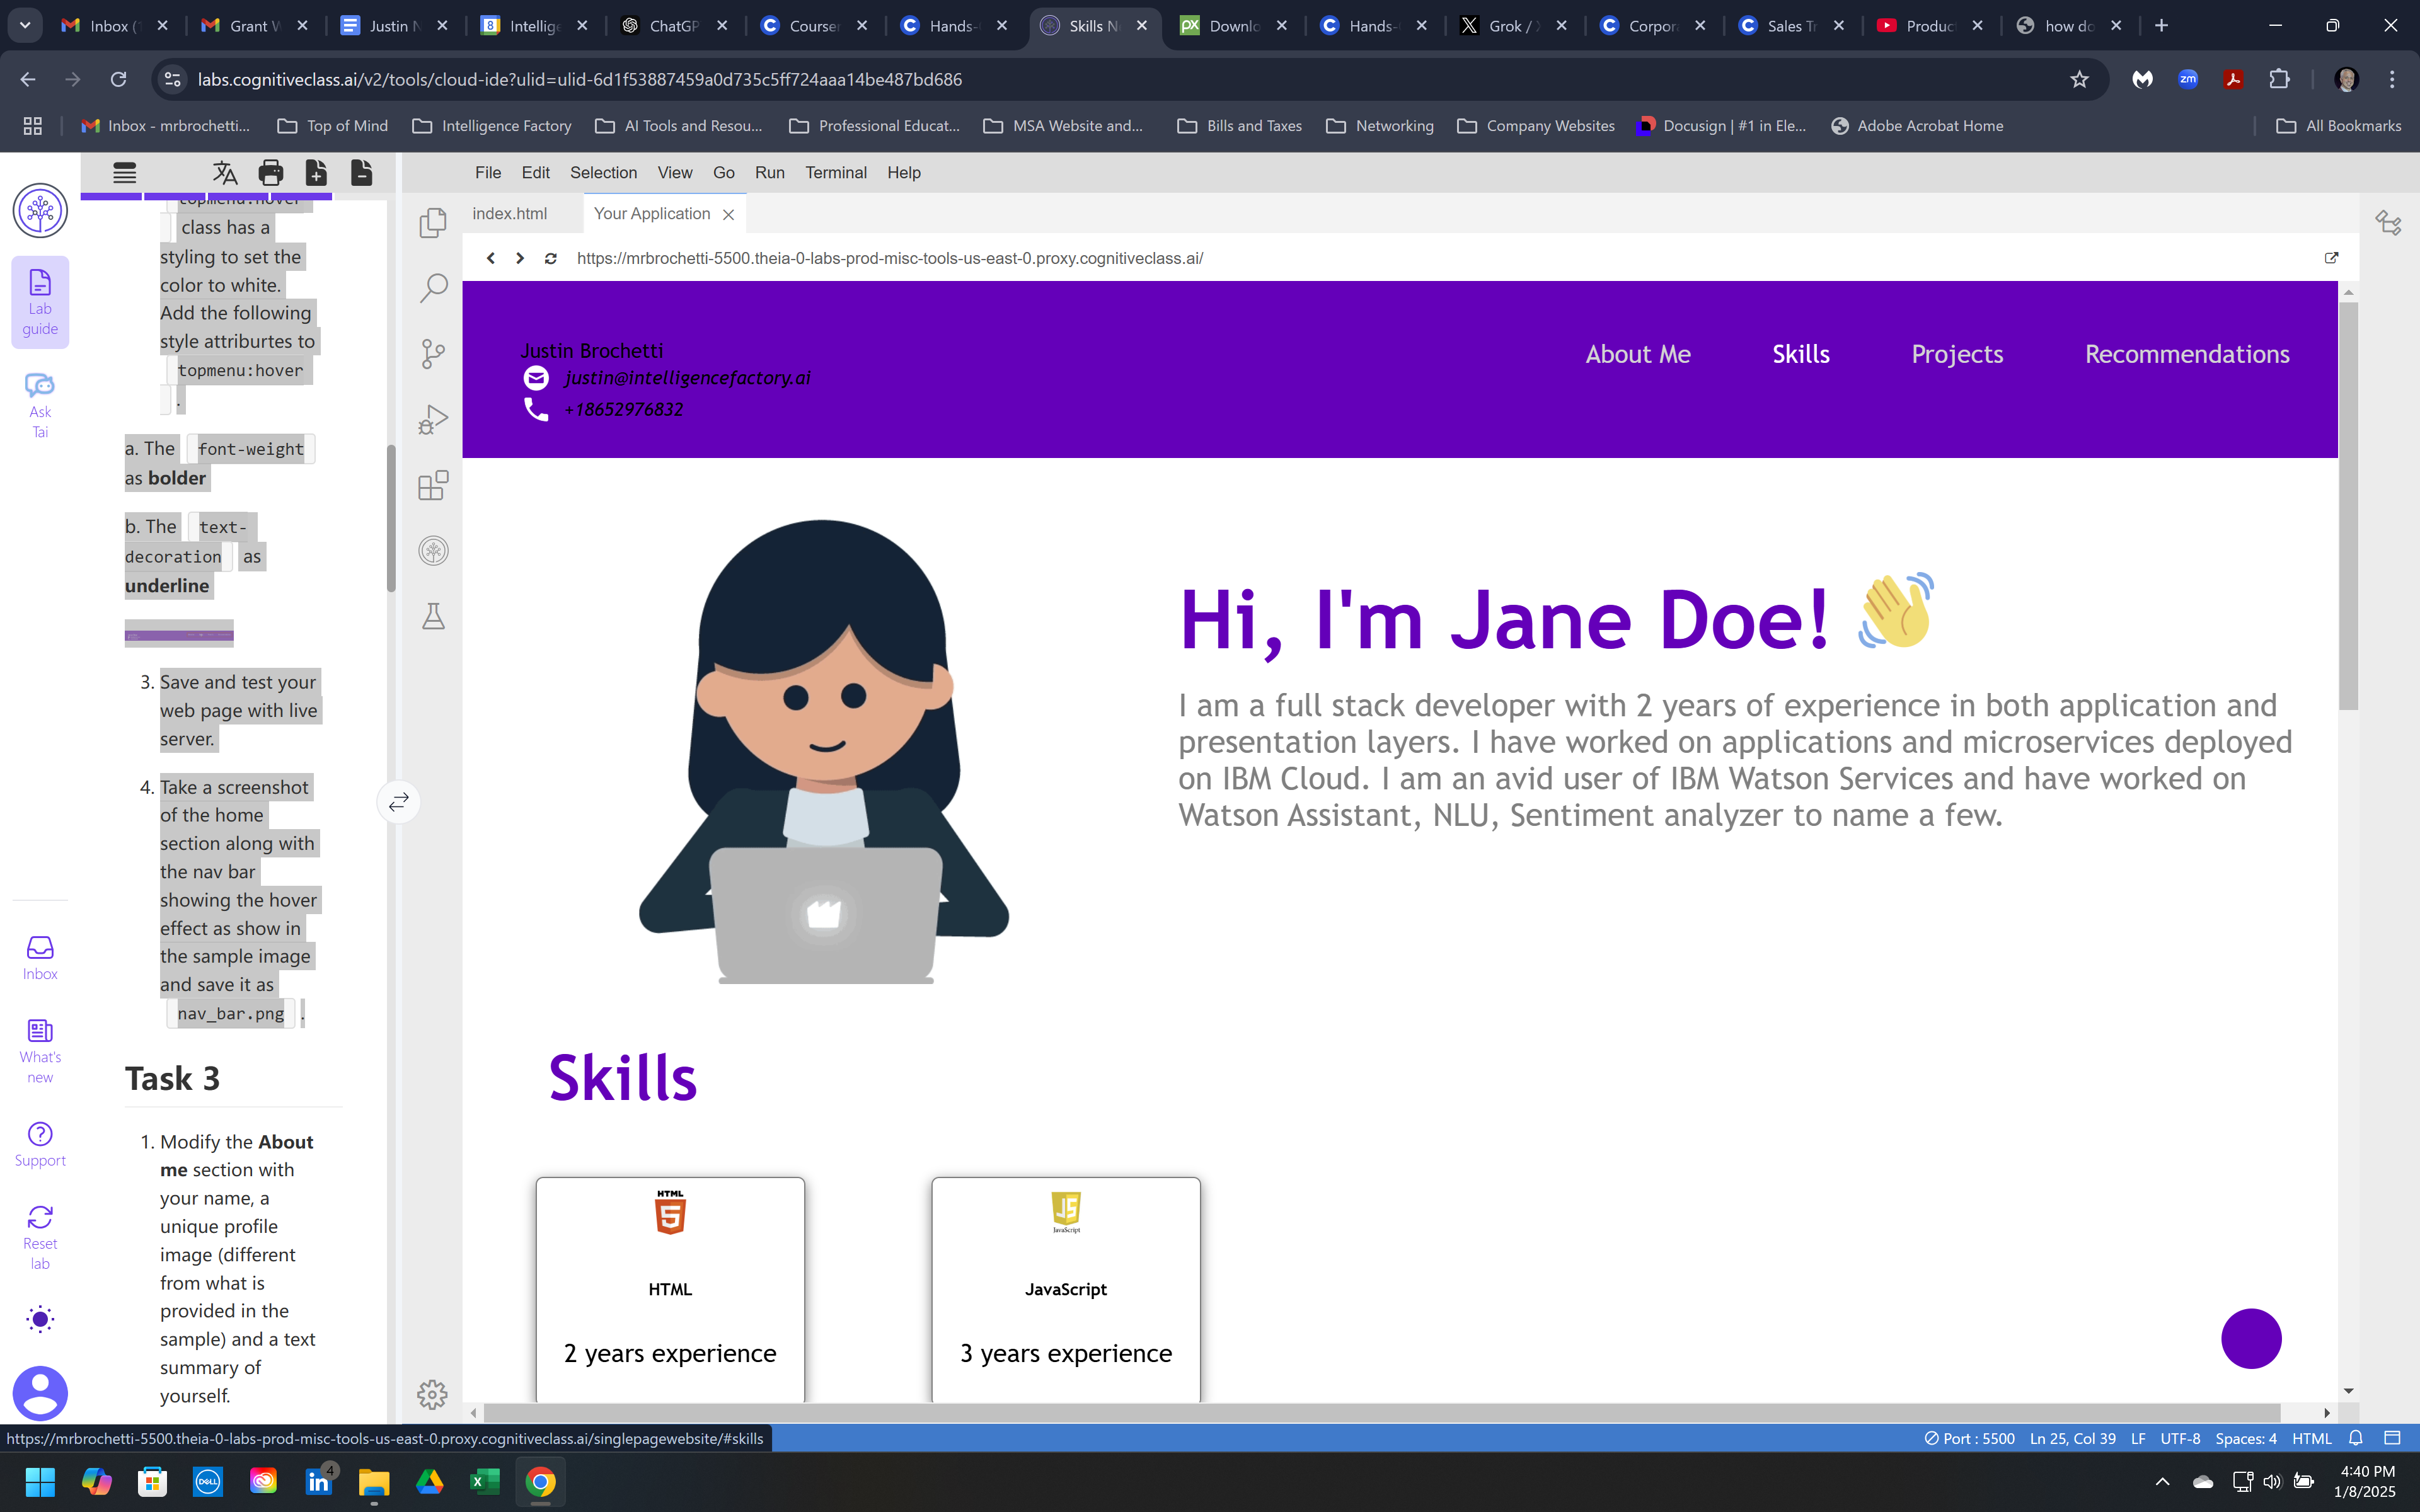 Inbox (
Grant W
Justin N
Intellige
ChatGP
Courser
Hands-
Skills N
Downlo
Hands-
Grok /
Corpor
Sales Tr
Produc
how do
labs.cognitiveclass.ai/v2/tools/cloud-ide?ulid=ulid-6d1f53887459a0d735c5ff724aaa14be487bd686
Inbox - mrbrochetti...
Top of Mind
Intelligence Factory
AI Tools and Resou...
Professional Educat...
MSA Website and...
Bills and Taxes
Networking
Company Websites
Docusign | #1 in Ele...
Adobe Acrobat Home
All Bookmarks
Lab
guide
Ask
Tai
Inbox
What's
new
Support
Reset
lab
topmenu:hover
class has a
styling to set the
color to white.
Add the following
style attriburtes to
topmenu:hover
.
a. The font-weight
as bolder
b. The text-
decoration as
underline
3. Save and test your
web page with live
server.
4. Take a screenshot
of the home
section along with
the nav bar
showing the hover
effect as show in
the sample image
and save it as
nav_bar.png .
Task 3
1. Modify the About
me section with
your name, a
unique profile
image (different
from what is
provided in the
sample) and a text
summary of
yourself.
File Edit Selection View Go Run Terminal Help
index.html
Your Application
https://mrbrochetti-5500.theia-0-labs-prod-misc-tools-us-east-0.proxy.cognitiveclass.ai/
Justin Brochetti
justin@intelligencefactory.ai
+18652976832
About Me
Skills
Projects
Recommendations
Hi, I'm Jane Doe!
I am a full stack developer with 2 years of experience in both application and
presentation layers. I have worked on applications and microservices deployed
on IBM Cloud. I am an avid user of IBM Watson Services and have worked on
Watson Assistant, NLU, Sentiment analyzer to name a few.
Skills
HTML
5
HTML
2 years experience
JS
JavaScript
JavaScript
3 years experience
https://mrbrochetti-5500.theia-0-labs-prod-misc-tools-us-east-0.proxy.cognitiveclass.ai/singlepagewebsite/#skills
Port : 5500
Ln 25, Col 39
LF
UTF-8
Spaces: 4
HTML
4
4:40 PM
1/8/2025